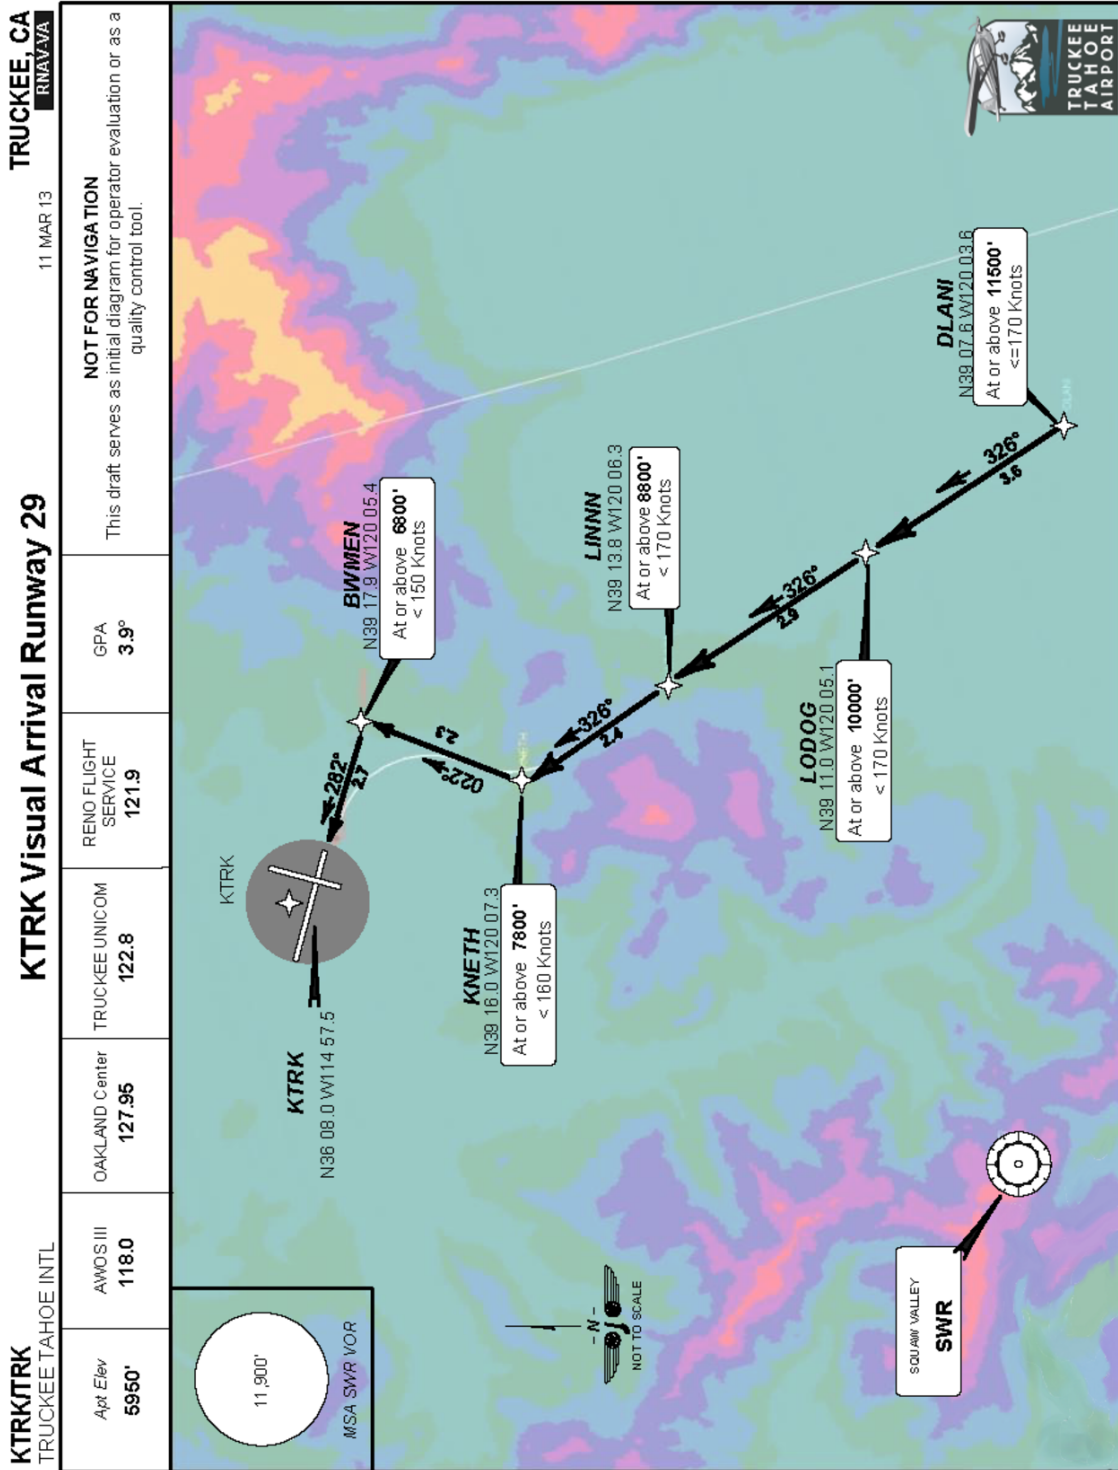 KTRK/TRK
TRUCKEE TAHOE INTL
KTRK Visual Arrival Runway 29
11 MAR 13
TRUCKEE, CA
RNAV-VA
Apt Elev
5950'
AWOS III
118.0
OAKLAND Center
127.95
TRUCKEE UNICOM
122.8
RENO FLIGHT
SERVICE
121.9
GPA
3.9°
NOT FOR NAVIGATION
This draft serves as initial diagram for operator evaluation or as a
quality control tool.
11,900'
MSA SWR VOR
KTRK
KTRK
N36 08.0 W114 57.5
282°
2.7
BWMEN
N39 17.9 W120 05.4
At or above 6800'
< 150 Knots
022°
2.3
KNETH
KNETH
N39 16.0 W120 07.3
At or above 7800'
< 160 Knots
326°
2.4
LINNN
N39 13.8 W120 06.3
At or above 8800'
< 170 Knots
326°
2.9
LODOG
N39 11.0 W120 05.1
At or above 10000'
< 170 Knots
326°
3.6
DLANI
N39 07.6 W120 03.6
At or above 11500'
<=170 Knots
DLANI
- N -
NOT TO SCALE
SQUAW VALLEY
SWR
TRUCKEE
TAHOE
AIRPORT